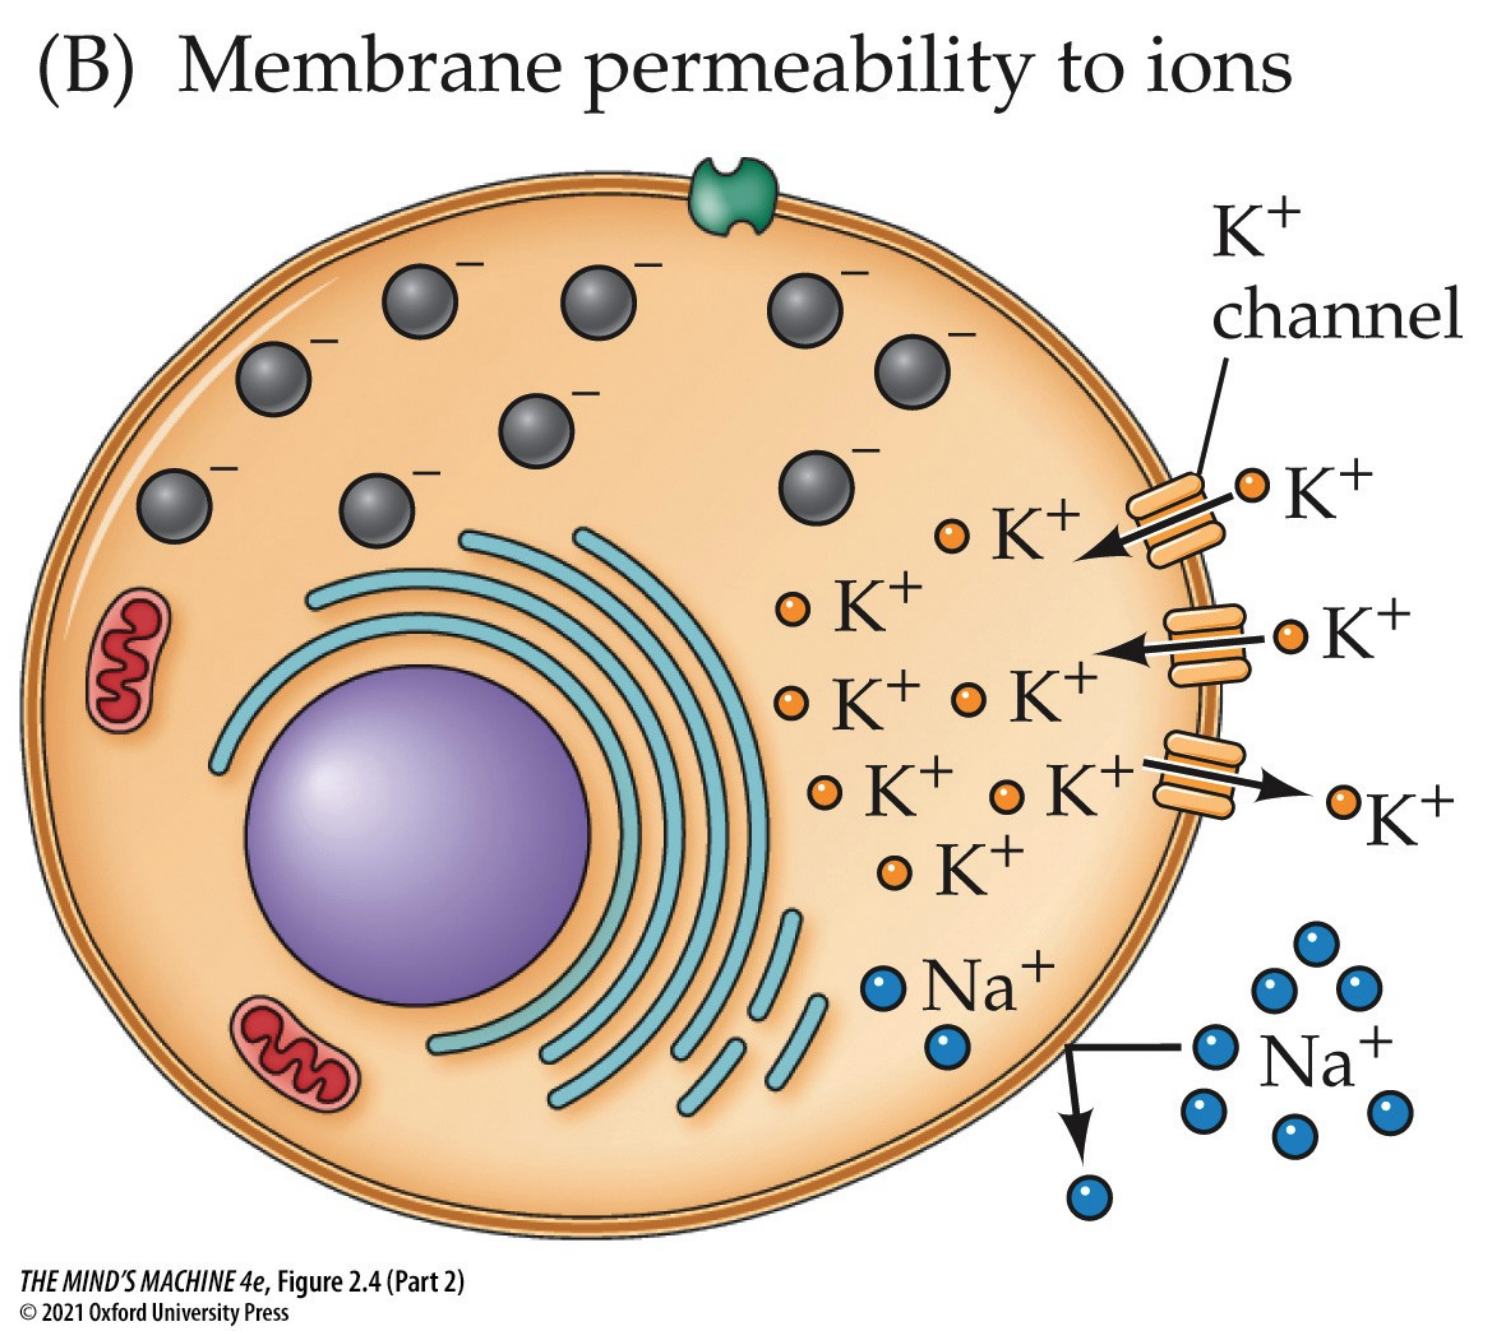 (B) Membrane permeability to ions
K⁺
channel
−
−
−
−
−
−
−
−
−
K⁺
K⁺
K⁺
K⁺
K⁺
K⁺
K⁺
K⁺
K⁺
K⁺
Na⁺
Na⁺
THE MIND'S MACHINE 4e, Figure 2.4 (Part 2)
© 2021 Oxford University Press